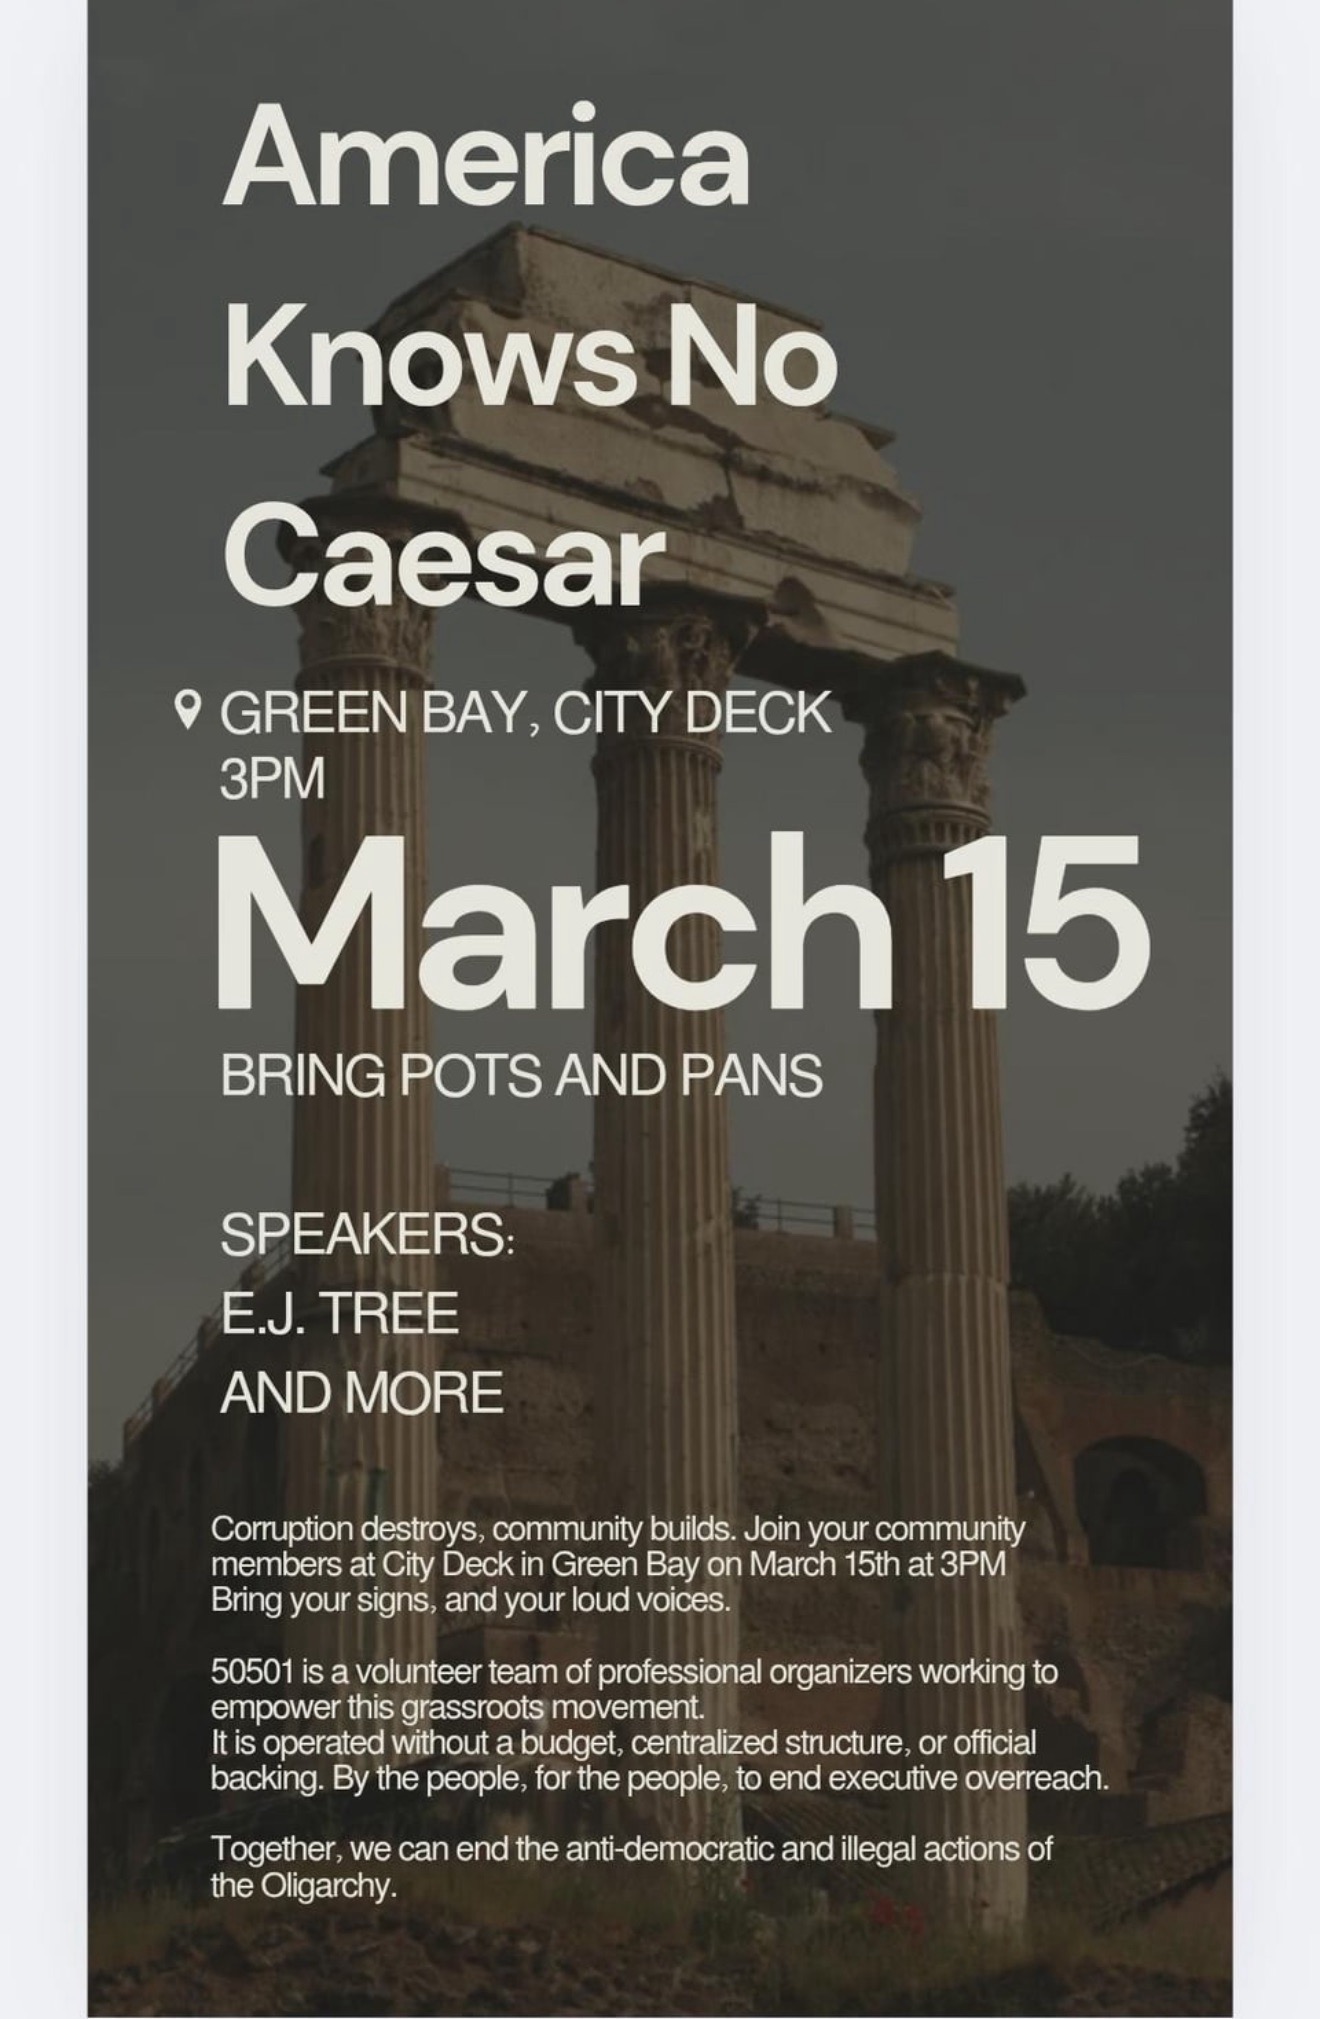 America
Knows No
Caesar
GREEN BAY, CITY DECK
3PM
March 15
BRING POTS AND PANS
SPEAKERS:
E.J. TREE
AND MORE
Corruption destroys, community builds. Join your community
members at City Deck in Green Bay on March 15th at 3PM
Bring your signs, and your loud voices.
50501 is a volunteer team of professional organizers working to
empower this grassroots movement.
It is operated without a budget, centralized structure, or official
backing. By the people, for the people, to end executive overreach.
Together, we can end the anti-democratic and illegal actions of
the Oligarchy.